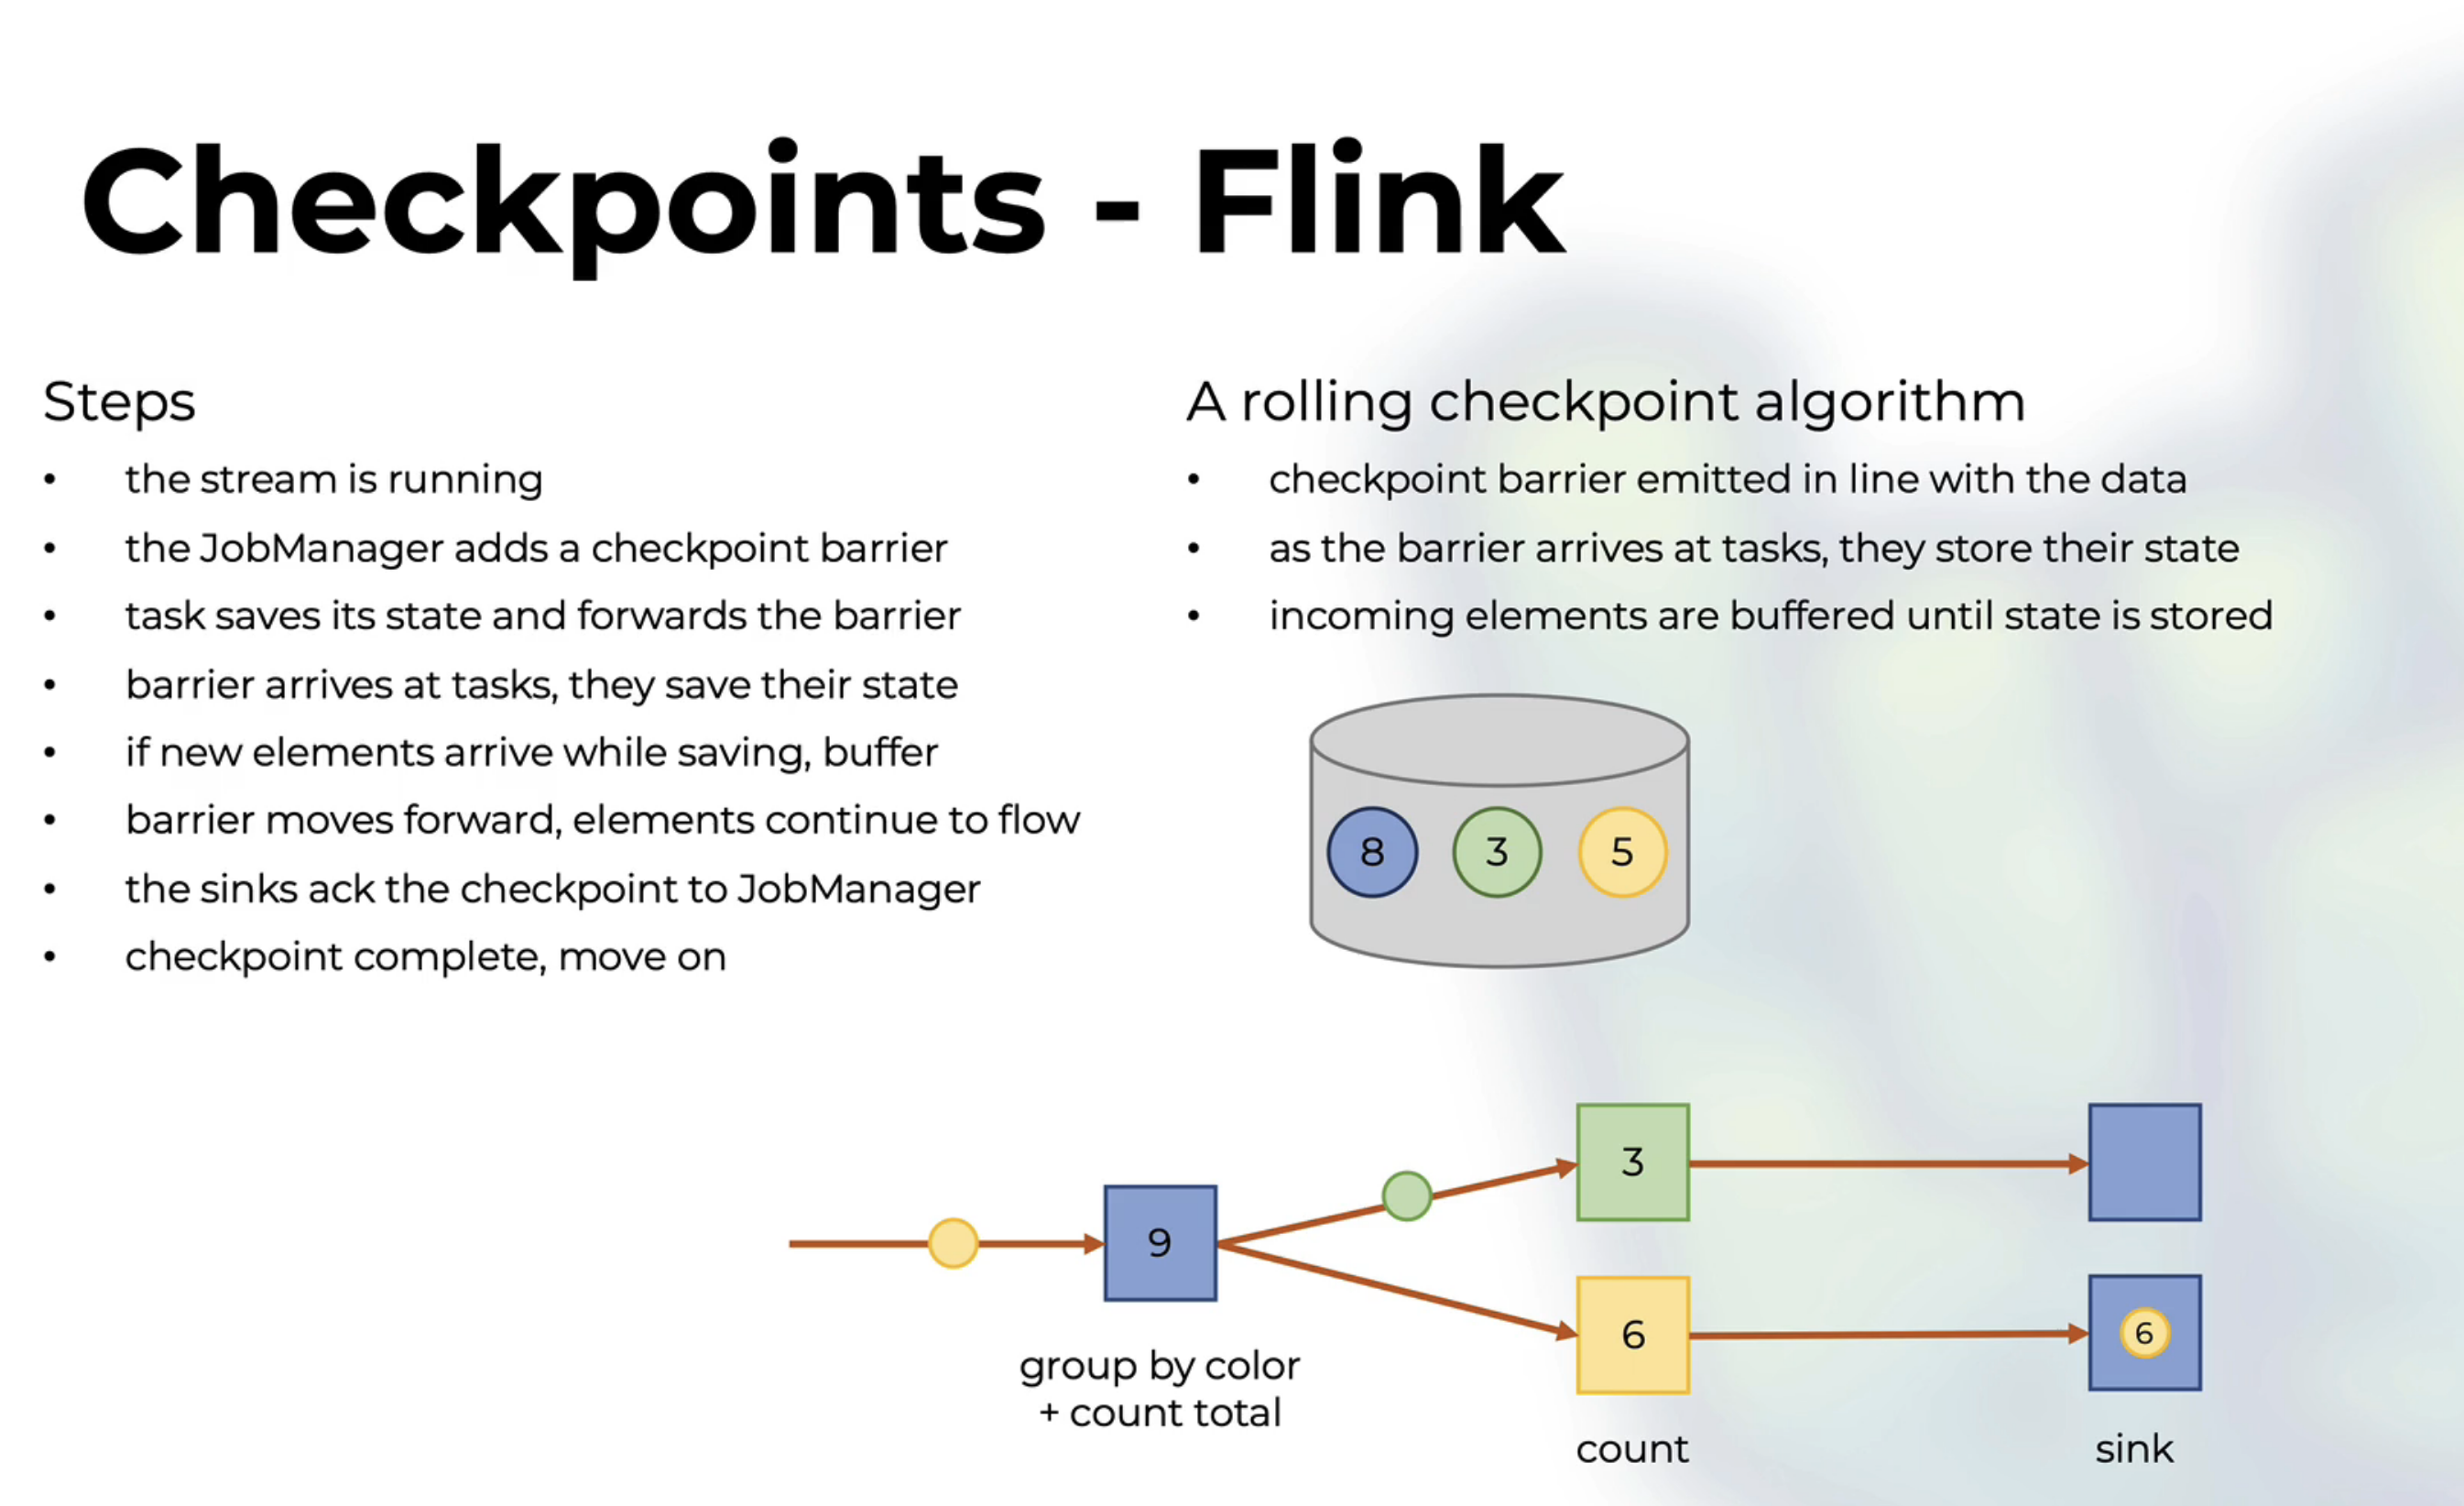 Checkpoints - Flink
Steps
• the stream is running
• the JobManager adds a checkpoint barrier
• task saves its state and forwards the barrier
• barrier arrives at tasks, they save their state
• if new elements arrive while saving, buffer
• barrier moves forward, elements continue to flow
• the sinks ack the checkpoint to JobManager
• checkpoint complete, move on
A rolling checkpoint algorithm
• checkpoint barrier emitted in line with the data
• as the barrier arrives at tasks, they store their state
• incoming elements are buffered until state is stored
8 3 5
3
9
6 6
group by color
+ count total
count sink